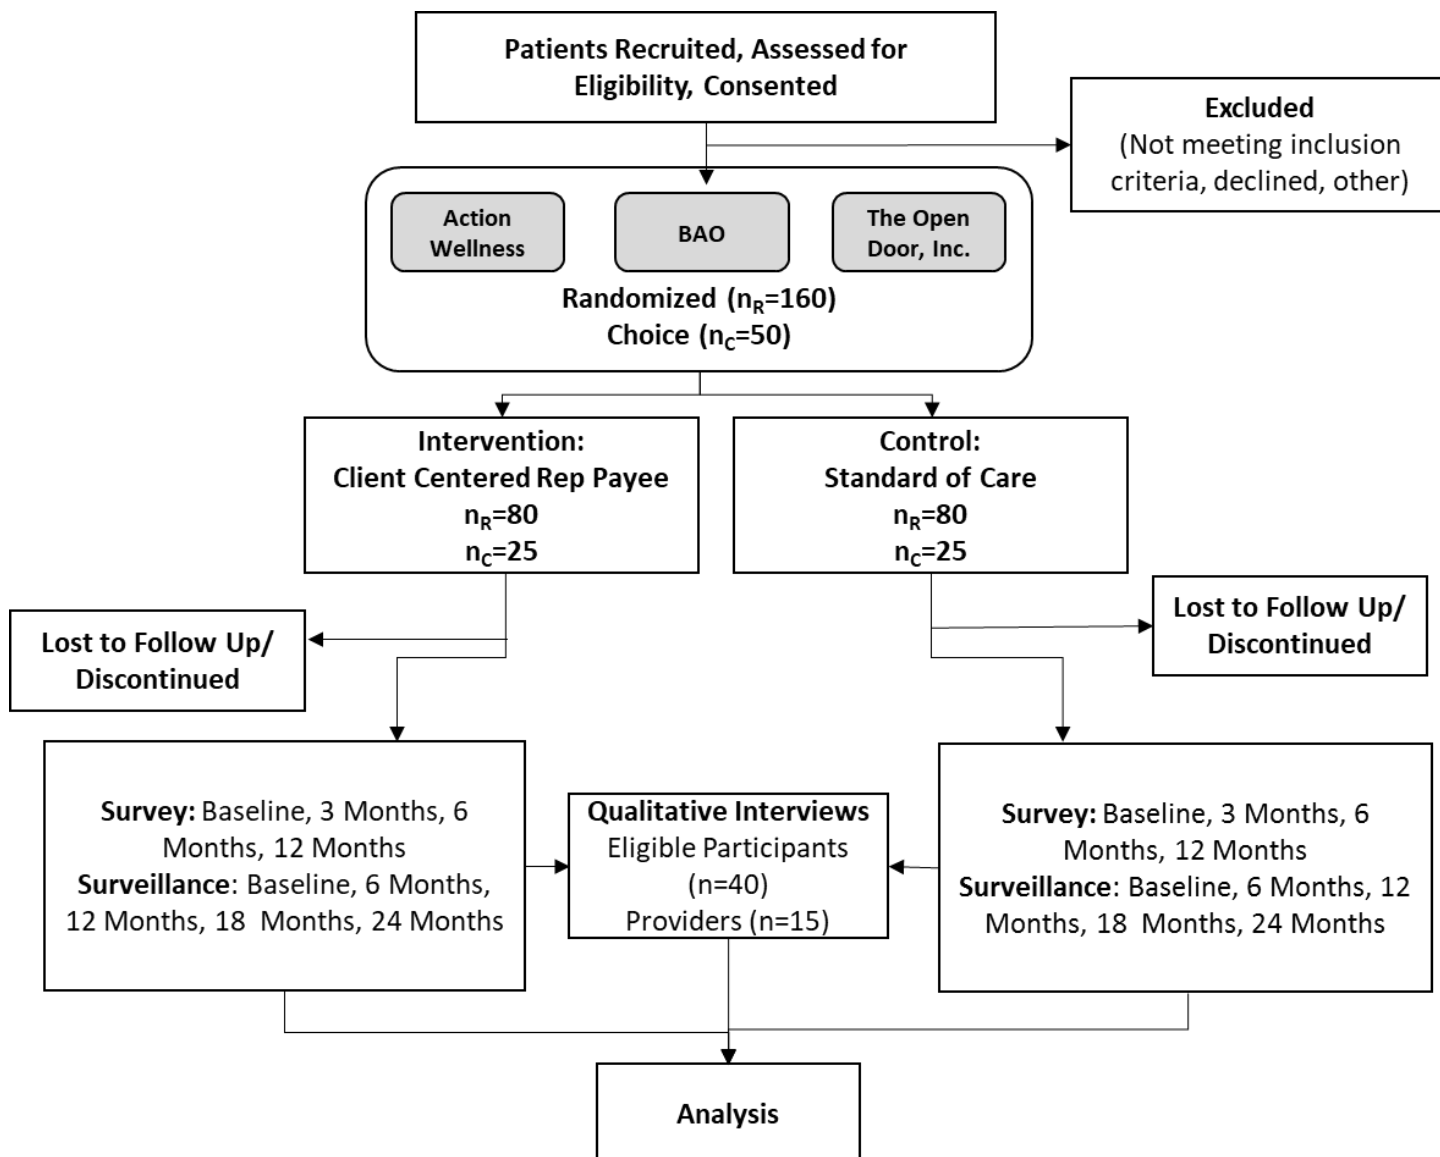 Patients Recruited, Assessed for
Eligibility, Consented
Excluded
(Not meeting inclusion
criteria, declined, other)
Action
Wellness
BAO
The Open
Door, Inc.
Randomized (nR=160)
Choice (nC=50)
Intervention:
Client Centered Rep Payee
nR=80
nC=25
Control:
Standard of Care
nR=80
nC=25
Lost to Follow Up/
Discontinued
Lost to Follow Up/
Discontinued
Survey: Baseline, 3 Months, 6
Months, 12 Months
Surveillance: Baseline, 6 Months,
12 Months, 18 Months, 24 Months
Qualitative Interviews
Eligible Participants
(n=40)
Providers (n=15)
Survey: Baseline, 3 Months, 6
Months, 12 Months
Surveillance: Baseline, 6 Months, 12
Months, 18 Months, 24 Months
Analysis